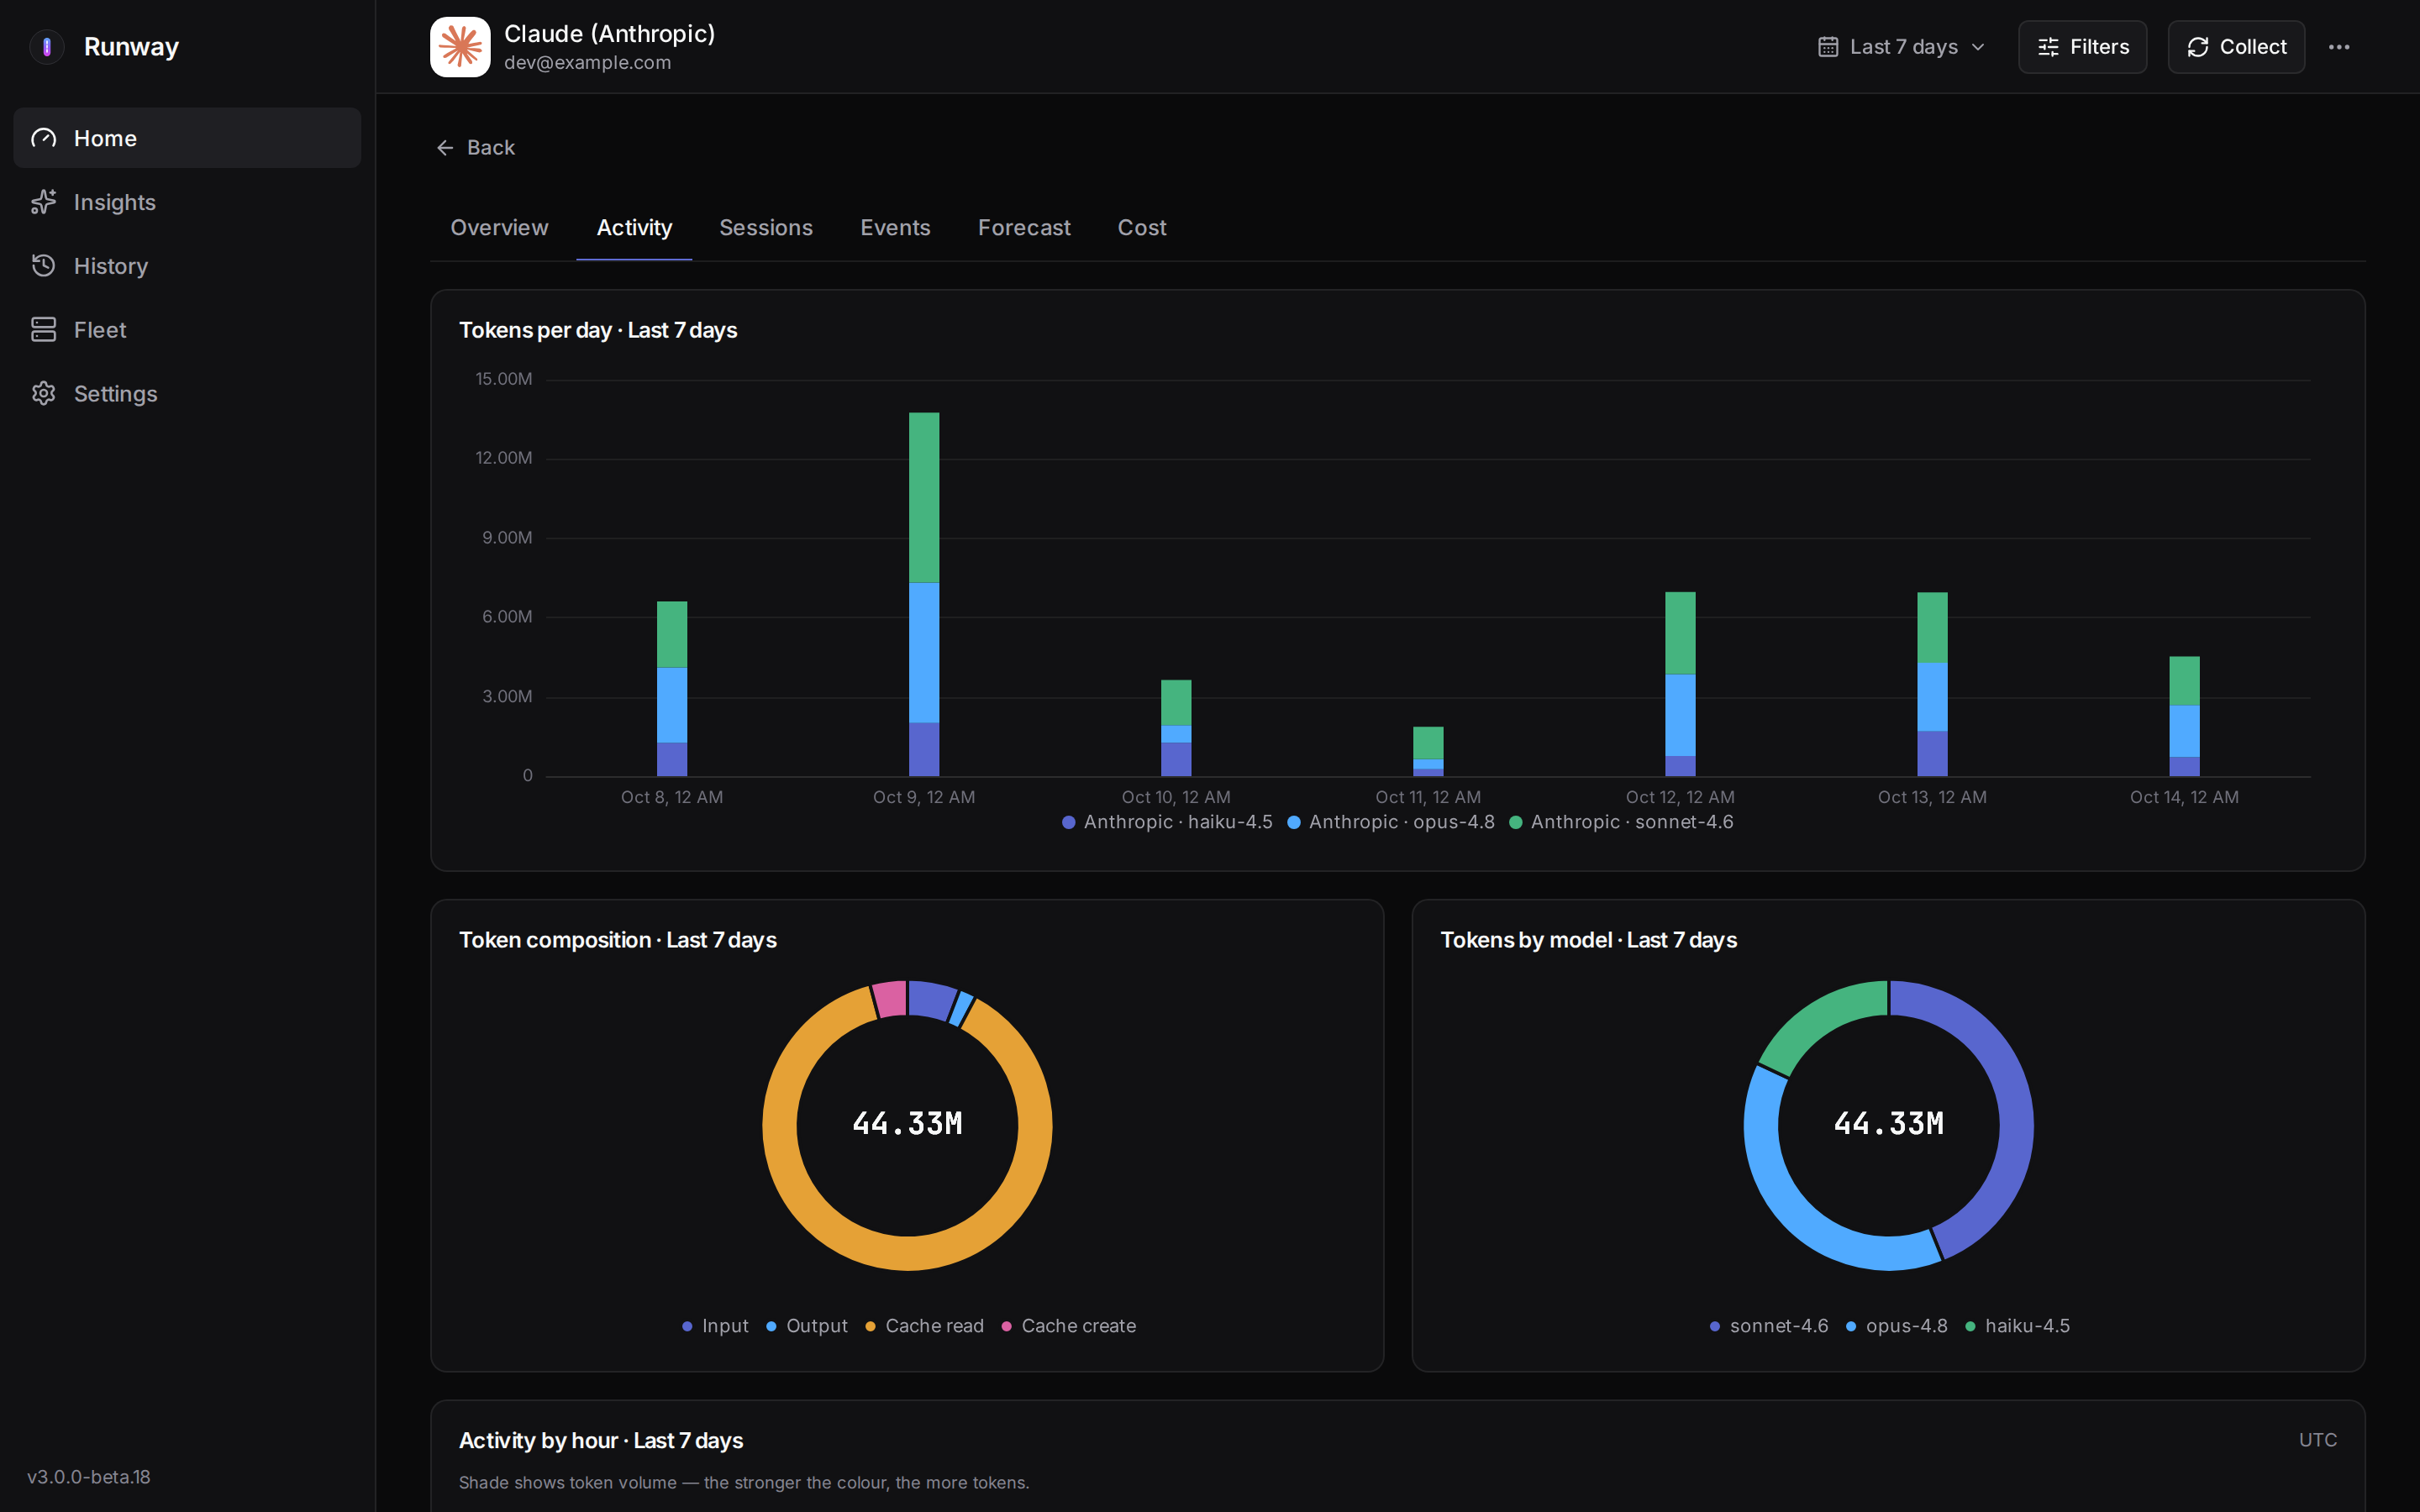 Runway
Home
Insights
History
Fleet
Settings
v3.0.0-beta.18
Claude (Anthropic)
dev@example.com
Last 7 days
Filters
Collect
Back
Overview
Activity
Sessions
Events
Forecast
Cost
Tokens per day · Last 7 days
15.00M
12.00M
9.00M
6.00M
3.00M
0
Oct 8, 12 AM
Oct 9, 12 AM
Oct 10, 12 AM
Oct 11, 12 AM
Oct 12, 12 AM
Oct 13, 12 AM
Oct 14, 12 AM
Anthropic · haiku-4.5
Anthropic · opus-4.8
Anthropic · sonnet-4.6
Token composition · Last 7 days
44.33M
Input
Output
Cache read
Cache create
Tokens by model · Last 7 days
44.33M
sonnet-4.6
opus-4.8
haiku-4.5
Activity by hour · Last 7 days
UTC
Shade shows token volume — the stronger the colour, the more tokens.